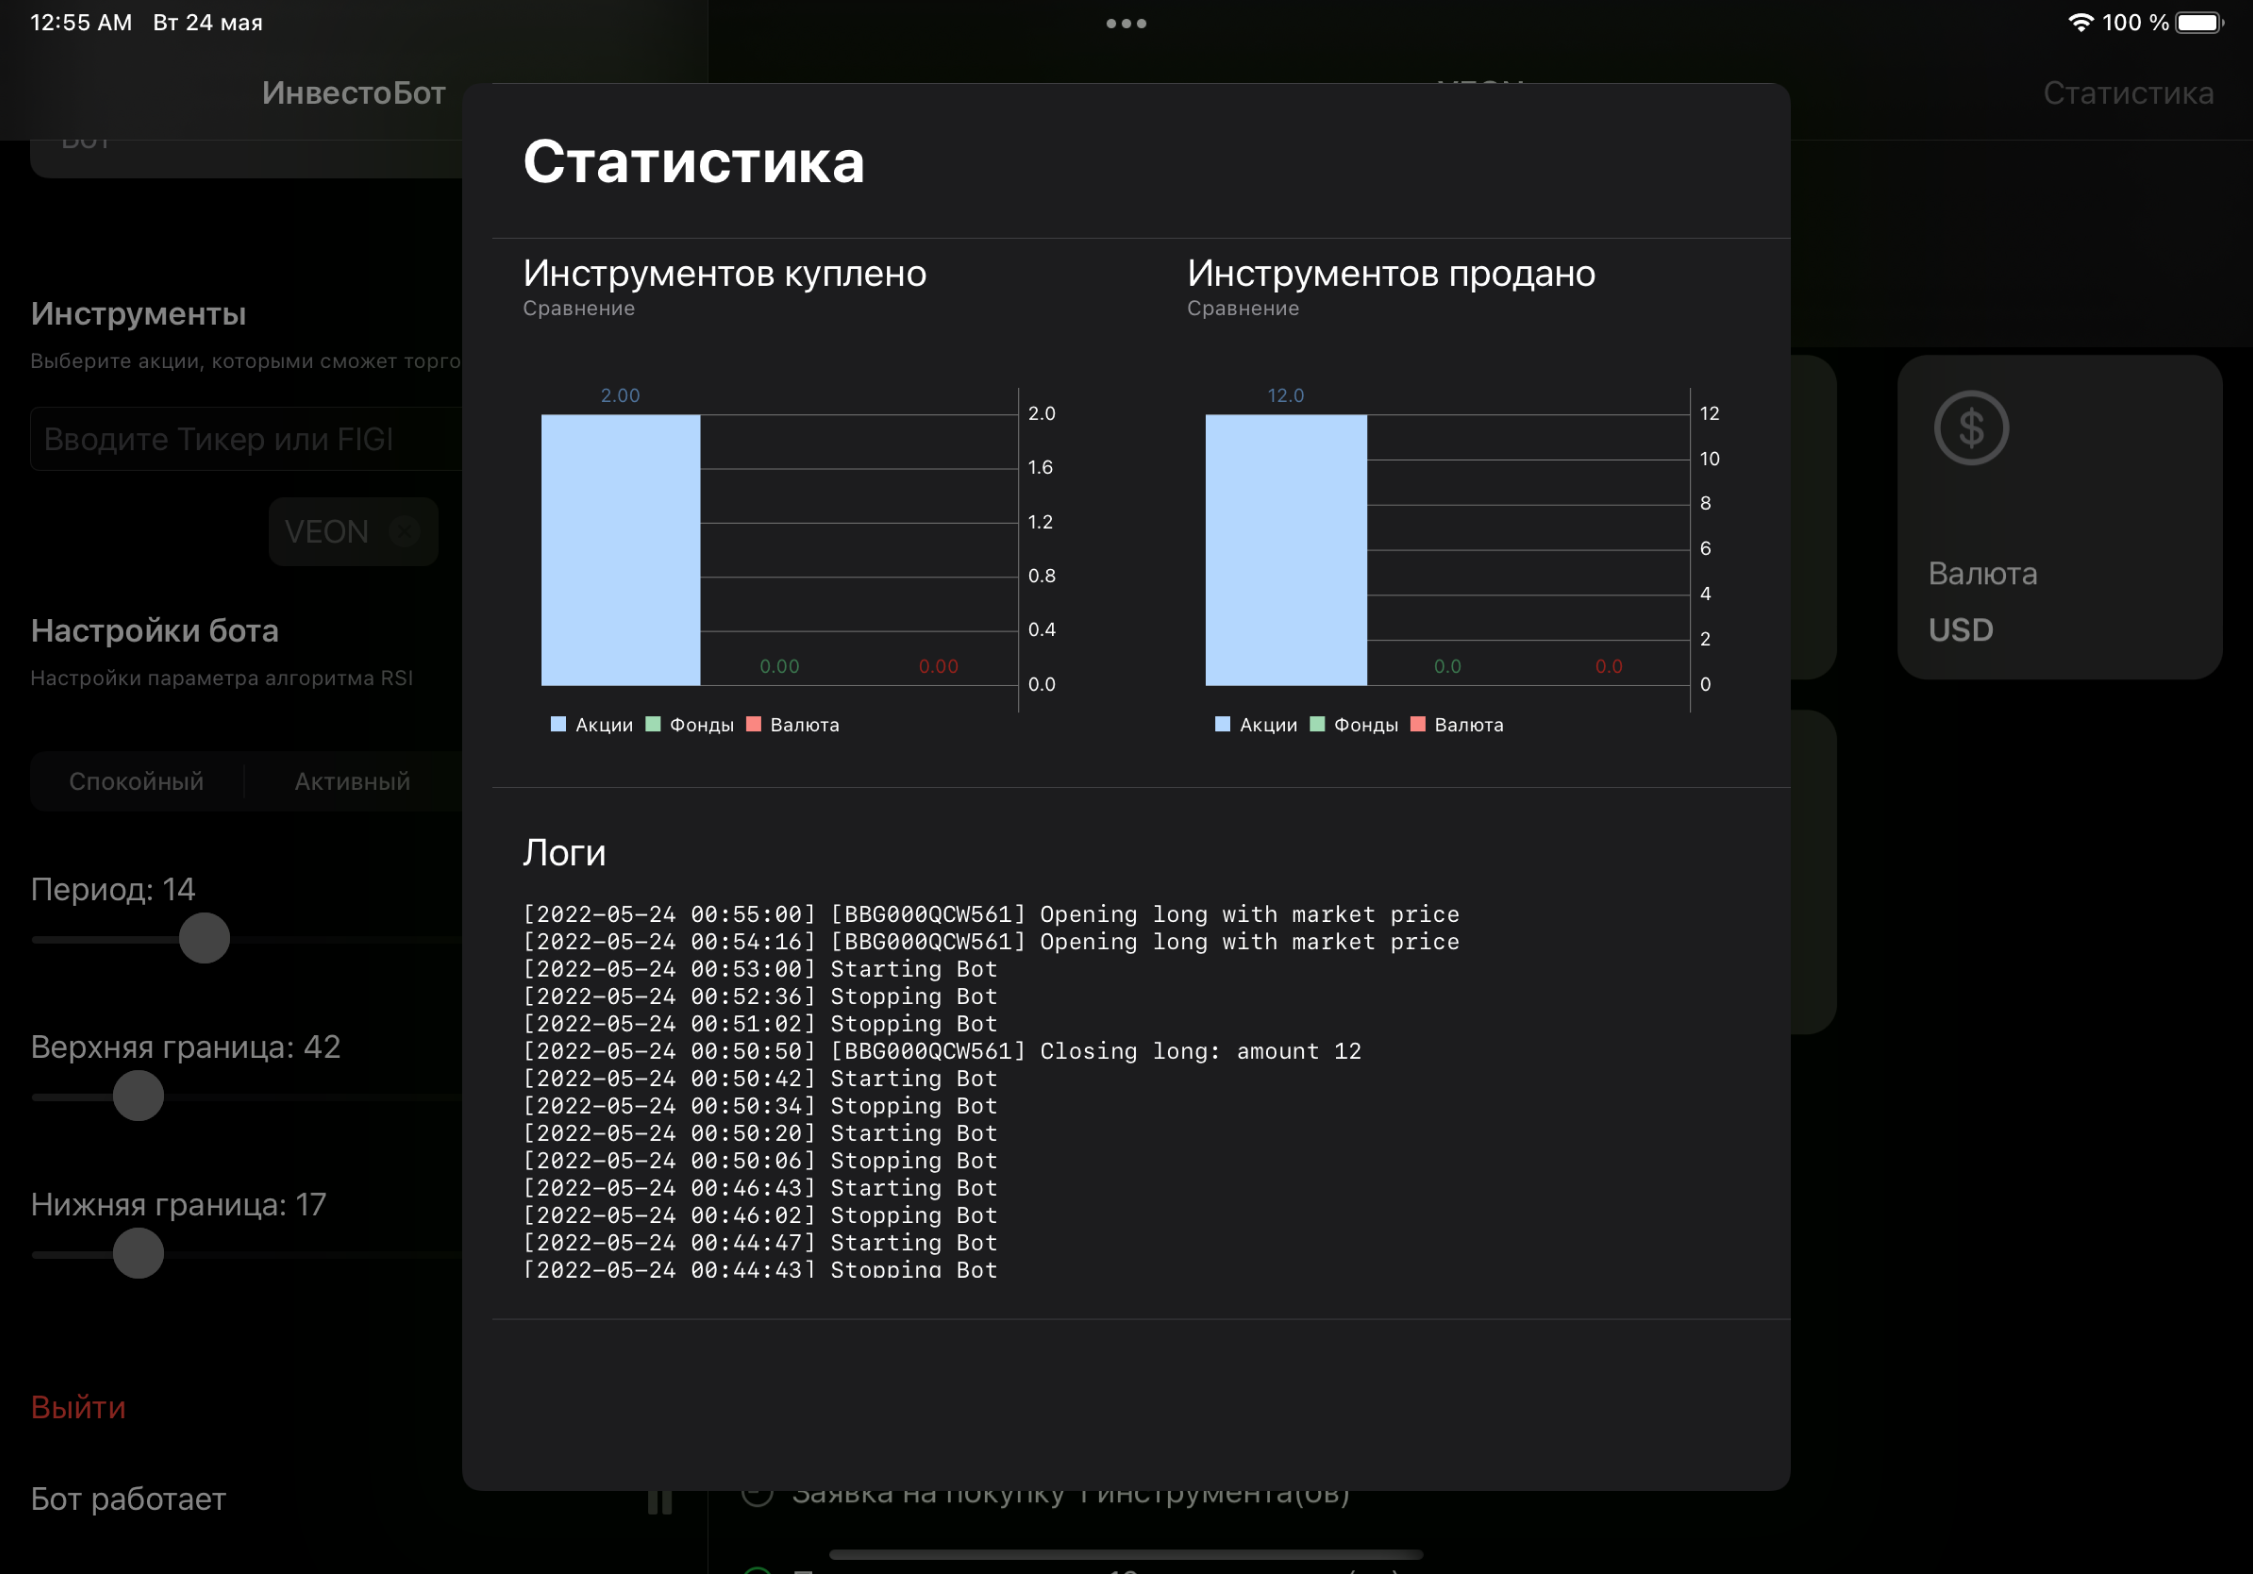 12:55 AM Вт 24 мая
100 %
ИнвестоБот
Статистика
Бот
Инструменты
Выберите акции, которыми сможет
Вводите Тикер или FIGI
VEON
Настройки бота
Настройки параметра алгоритма RSI
Спокойный Активный
Период: 14
Верхняя граница: 42
Нижняя граница: 17
Выйти
Бот работает
Статистика
Инструментов куплено
Сравнение
2.00
0.00
0.00
2.0
1.6
1.2
0.8
0.4
0.0
Акции Фонды Валюта
Инструментов продано
Сравнение
12.0
0.0
0.0
12
10
8
6
4
2
0
Акции Фонды Валюта
Логи
[2022-05-24 00:55:00] [BBG000QCW561] Opening long with market price
[2022-05-24 00:54:16] [BBG000QCW561] Opening long with market price
[2022-05-24 00:53:00] Starting Bot
[2022-05-24 00:52:36] Stopping Bot
[2022-05-24 00:51:02] Stopping Bot
[2022-05-24 00:50:50] [BBG000QCW561] Closing long: amount 12
[2022-05-24 00:50:42] Starting Bot
[2022-05-24 00:50:34] Stopping Bot
[2022-05-24 00:50:20] Starting Bot
[2022-05-24 00:50:06] Stopping Bot
[2022-05-24 00:46:43] Starting Bot
[2022-05-24 00:46:02] Stopping Bot
[2022-05-24 00:44:47] Starting Bot
[2022-05-24 00:44:43] Stopping Bot
Валюта
USD
Заявка на покупку 1 инструмента(ов)